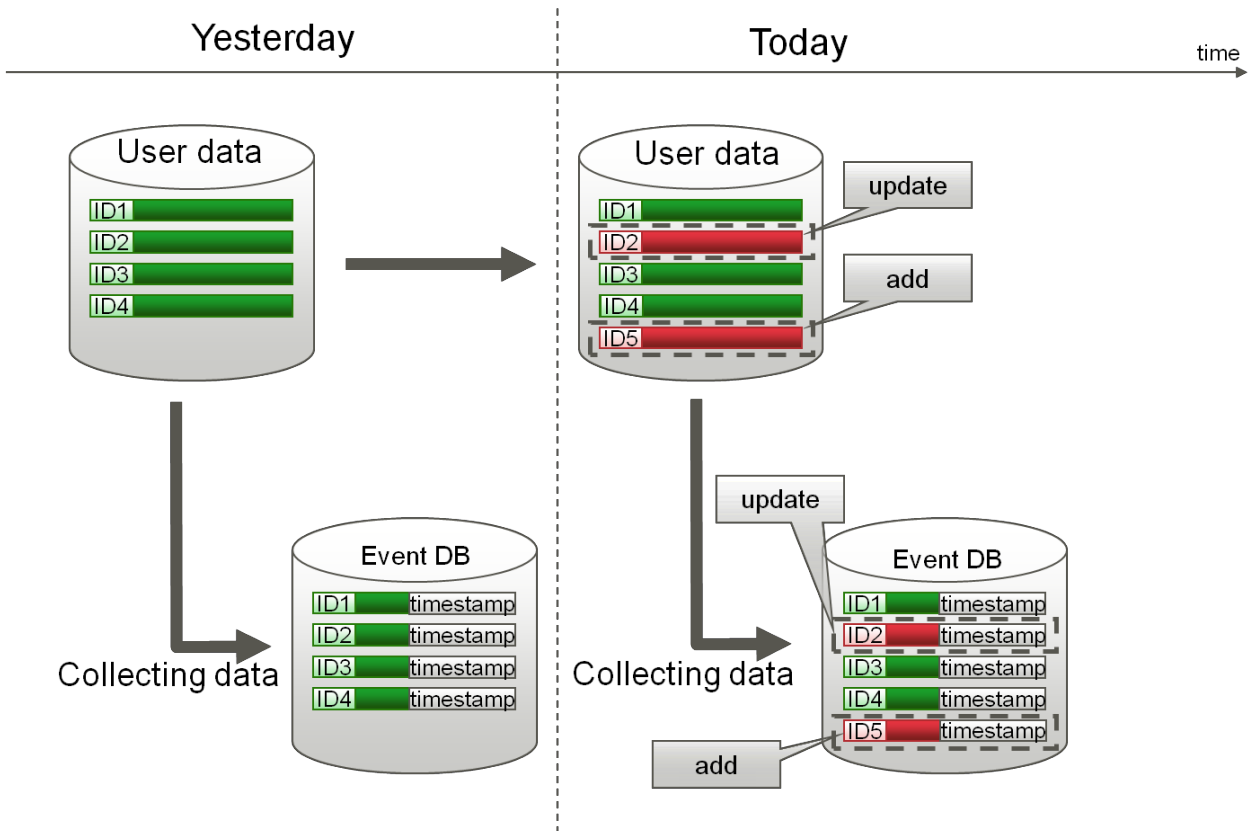 Yesterday
Today
time
User data
ID1
ID2
ID3
ID4
User data
ID1
ID2
ID3
ID4
ID5
update
add
Collecting data
Event DB
ID1 timestamp
ID2 timestamp
ID3 timestamp
ID4 timestamp
Collecting data
update
Event DB
ID1 timestamp
ID2 timestamp
ID3 timestamp
ID4 timestamp
ID5 timestamp
add